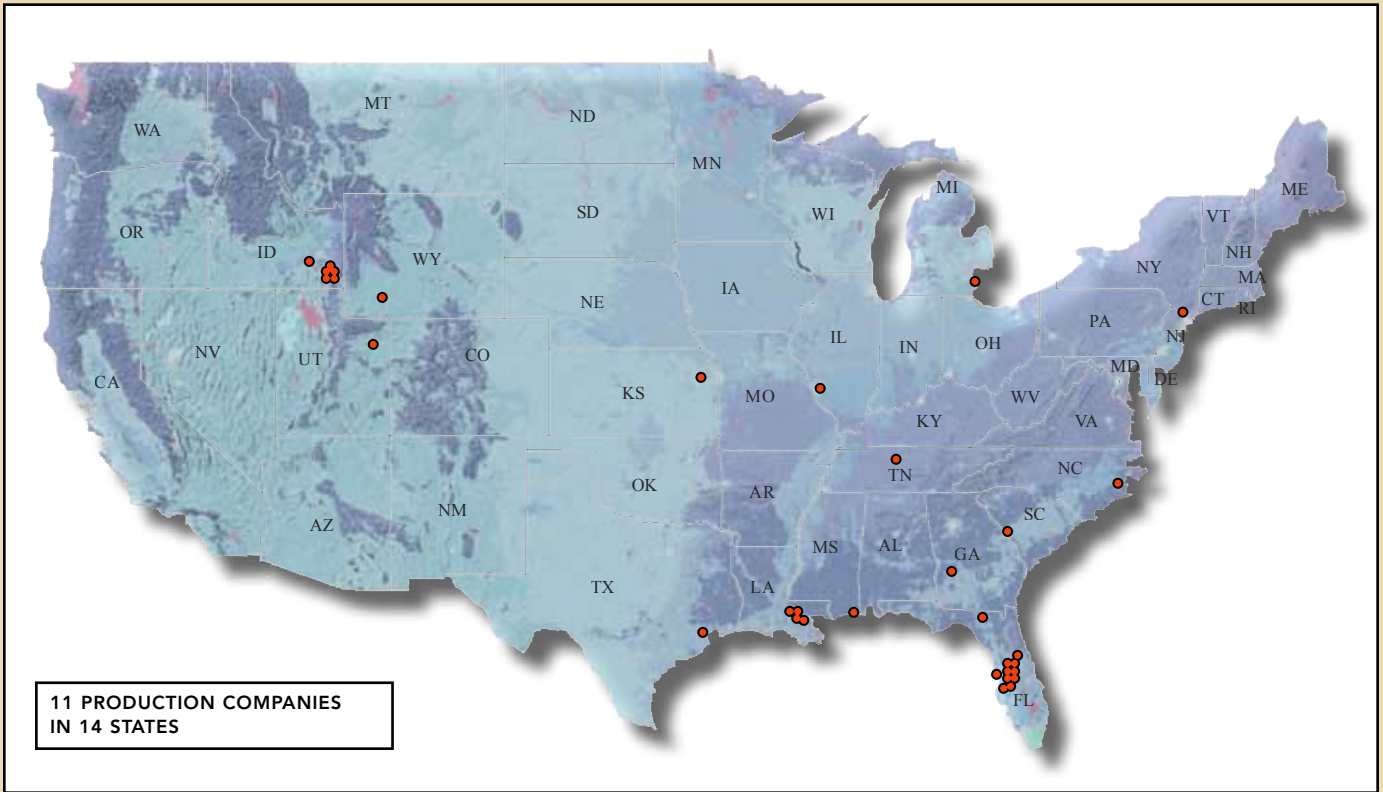 MT
ND
WA
MN
MI
ME
SD
WI
VT
OR
NH
ID
WY
NY
MA
IA
CT
RI
NE
PA
IL
IN
OH
NJ
NV
UT
CO
MD
CA
DE
KS
MO
WV
KY
VA
NC
TN
OK
AR
NM
SC
AZ
MS
AL
GA
TX
LA
FL
11 PRODUCTION COMPANIES
IN 14 STATES